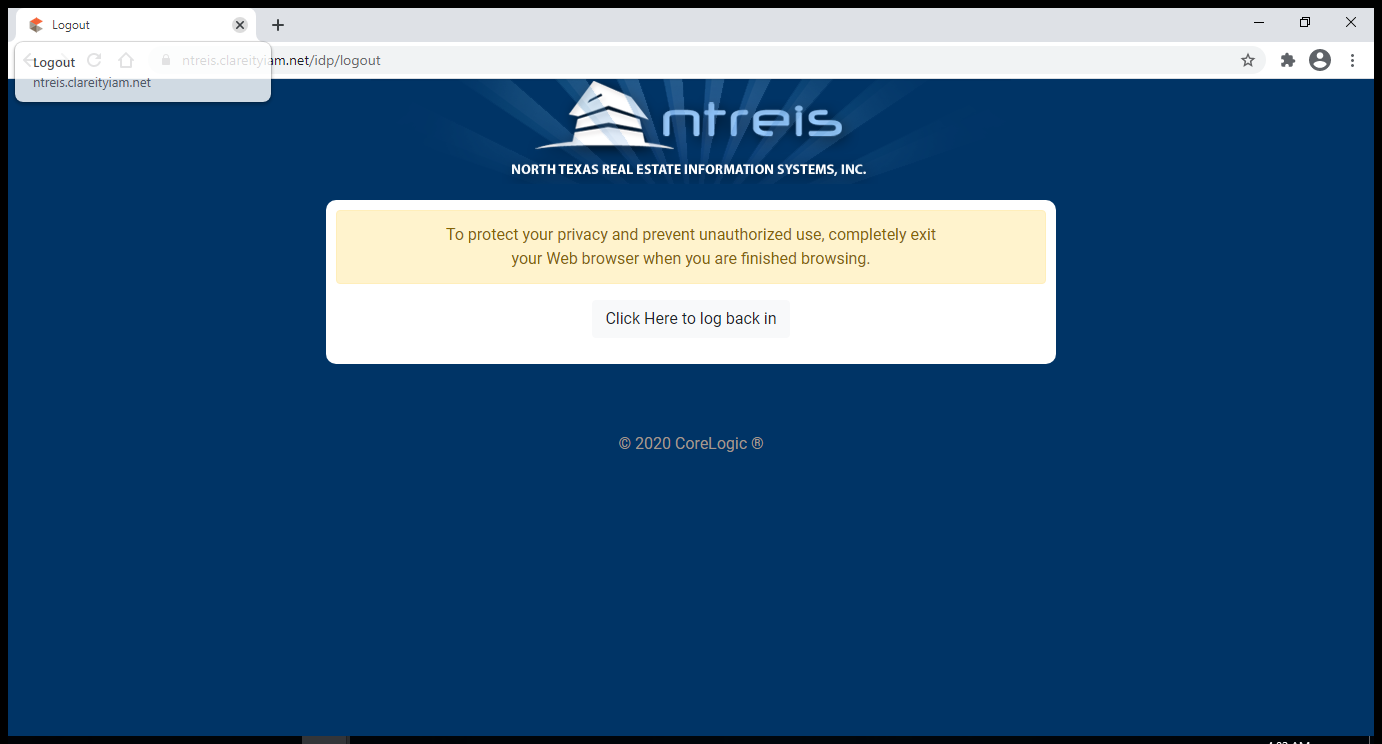 Logout
Logout
ntreis.clareityiam.net/idp/logout
ntreis.clareityiam.net
ntreis
NORTH TEXAS REAL ESTATE INFORMATION SYSTEMS, INC.
To protect your privacy and prevent unauthorized use, completely exit
your Web browser when you are finished browsing.
Click Here to log back in
© 2020 CoreLogic ®